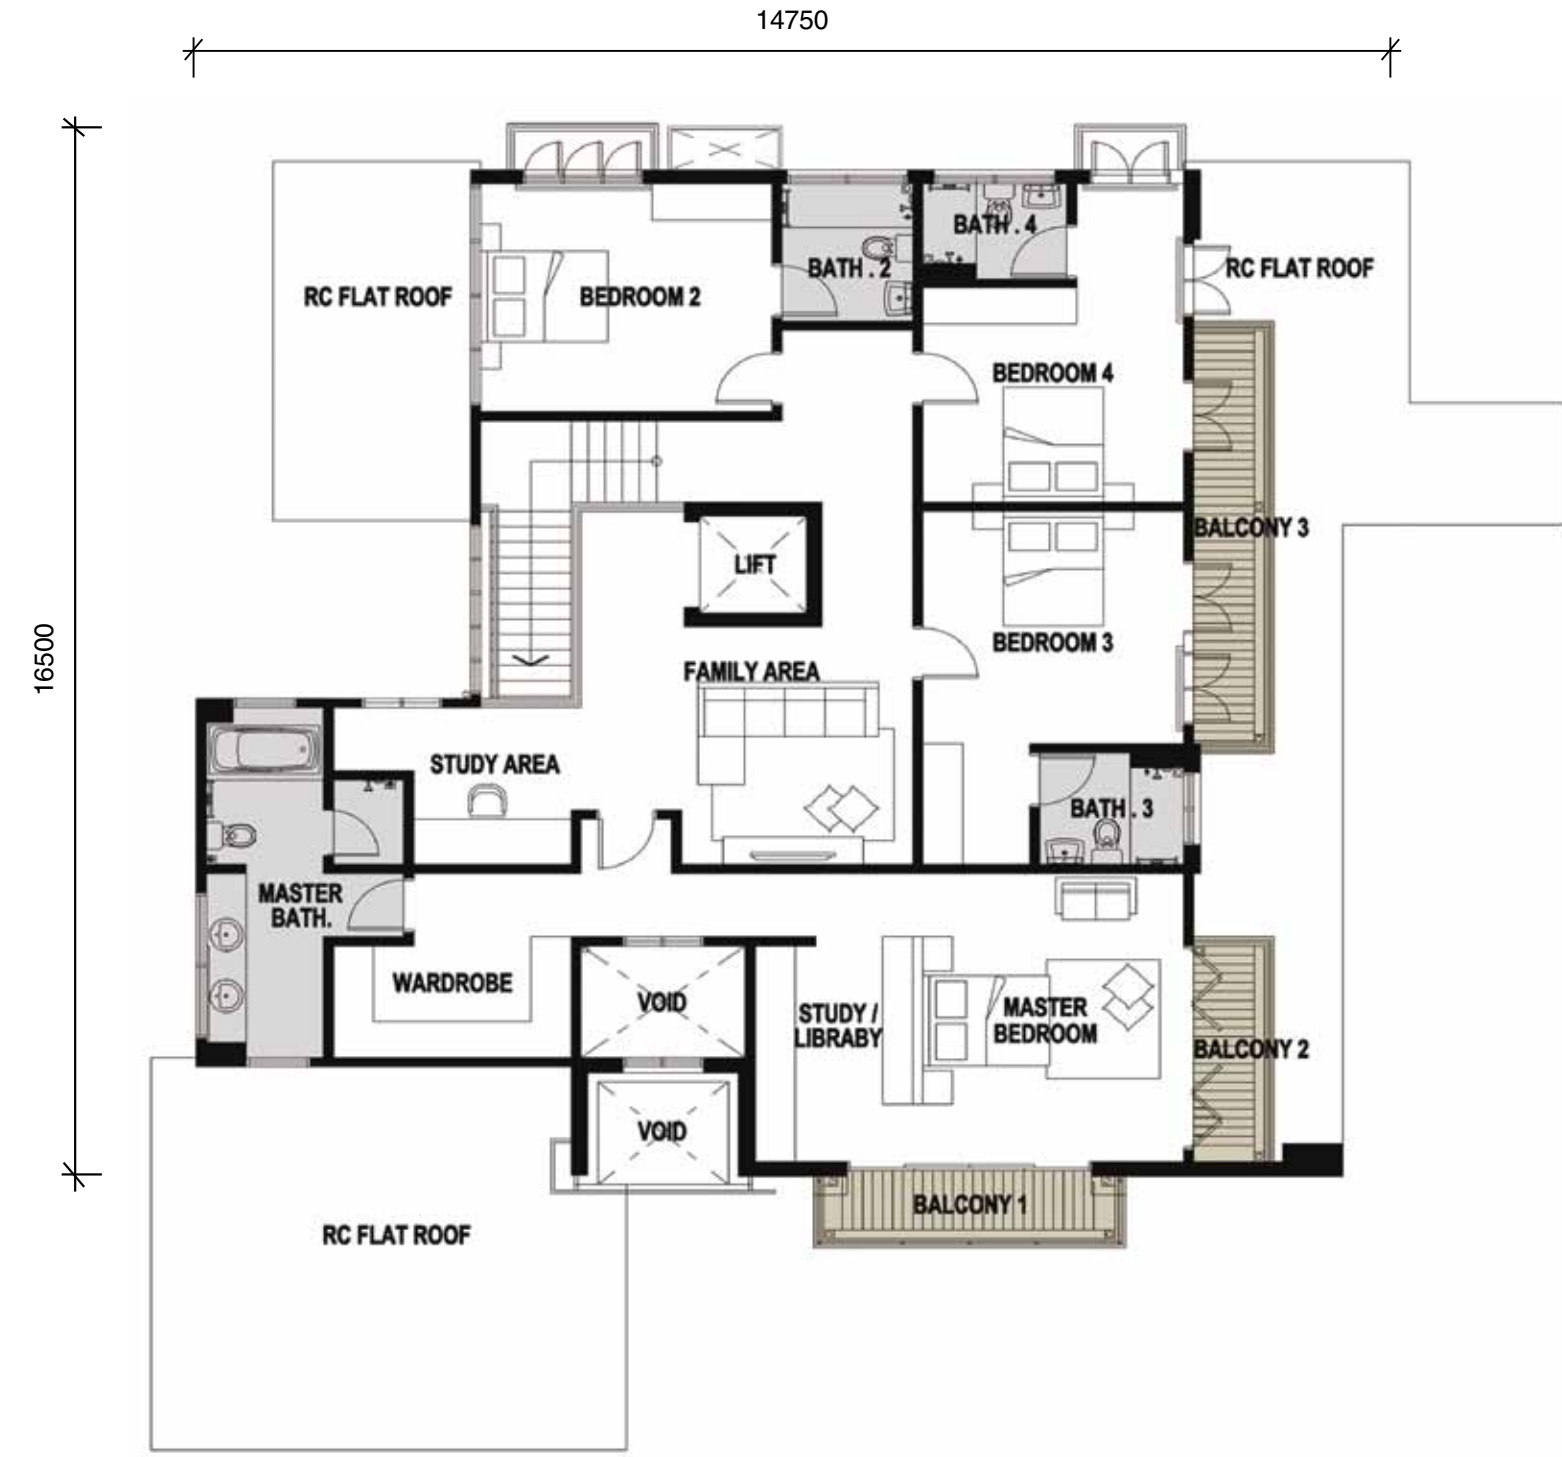 14750
16500
BATH . 4
BATH . 2
RC FLAT ROOF
RC FLAT ROOF
BEDROOM 2
BEDROOM 4
BALCONY 3
LIFT
BEDROOM 3
FAMILY AREA
STUDY AREA
BATH . 3
MASTER
BATH.
WARDROBE
VOID
STUDY /
LIBRABY
MASTER
BEDROOM
BALCONY 2
VOID
BALCONY 1
RC FLAT ROOF